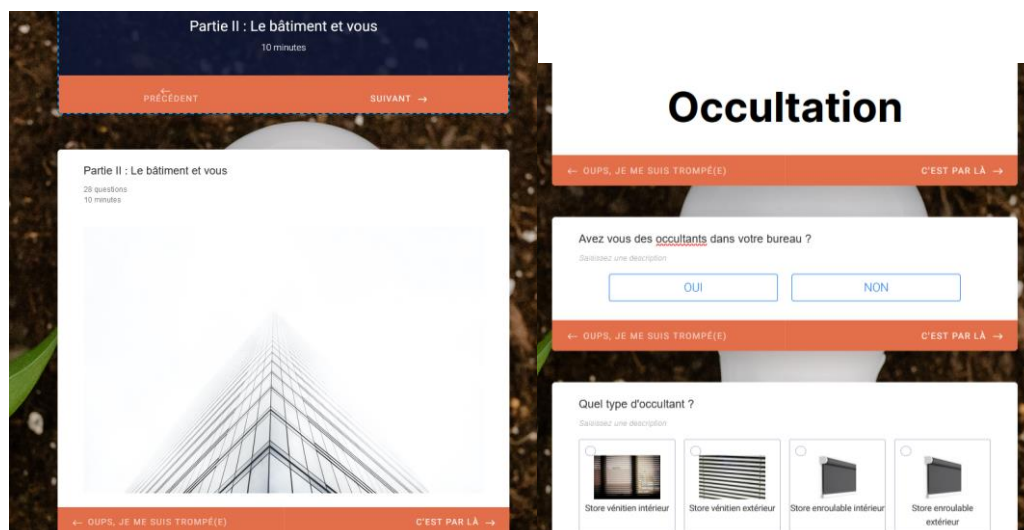 Partie II : Le bâtiment et vous
10 minutes
← PRÉCÉDENT
SUIVANT →
Partie II : Le bâtiment et vous
28 questions
10 minutes
← OUPS, JE ME SUIS TROMPÉ(E)
C'EST PAR LÀ →
Occultation
← OUPS, JE ME SUIS TROMPÉ(E)
C'EST PAR LÀ →
Avez vous des occultants dans votre bureau ?
Saisissez une description
OUI
NON
← OUPS, JE ME SUIS TROMPÉ(E)
C'EST PAR LÀ →
Quel type d'occultant ?
Saisissez une description
Store vénitien intérieur
Store vénitien extérieur
Store enroulable intérieur
Store enroulable
extérieur